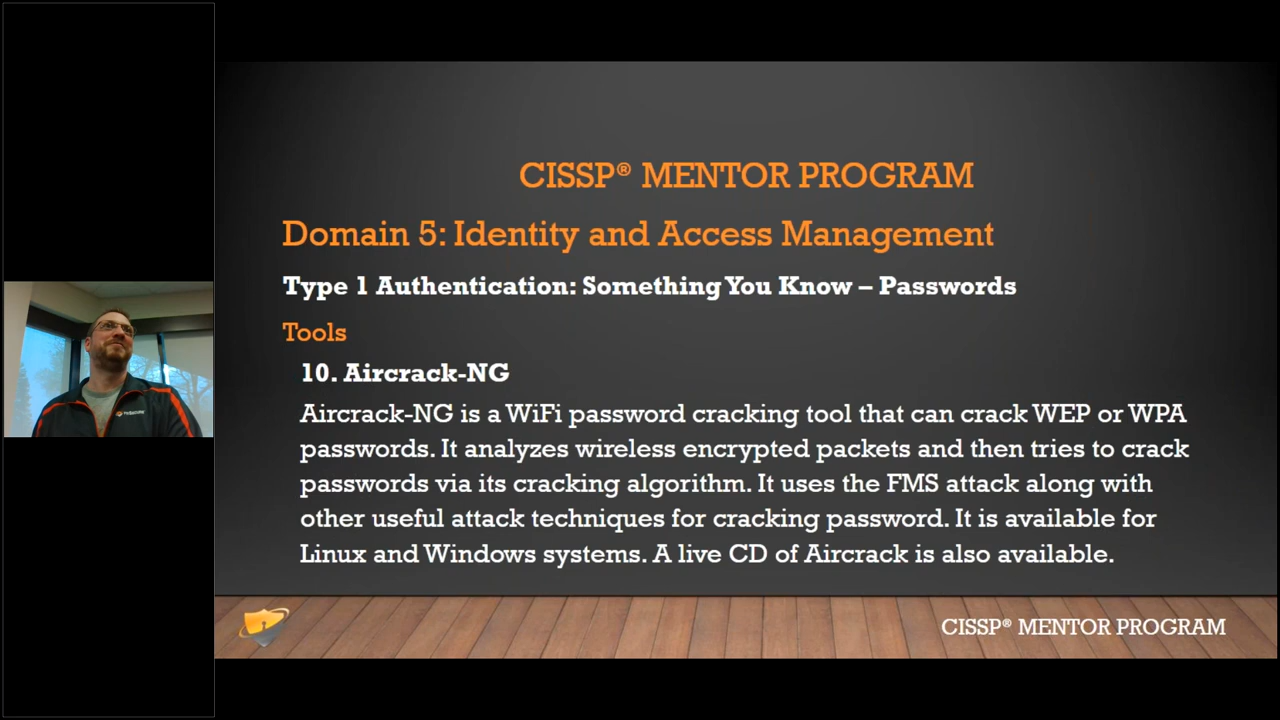 CISSP® MENTOR PROGRAM
Domain 5: Identity and Access Management
Type 1 Authentication: Something You Know – Passwords
Tools
10. Aircrack-NG
Aircrack-NG is a WiFi password cracking tool that can crack WEP or WPA
passwords. It analyzes wireless encrypted packets and then tries to crack
passwords via its cracking algorithm. It uses the FMS attack along with
other useful attack techniques for cracking password. It is available for
Linux and Windows systems. A live CD of Aircrack is also available.
CISSP® MENTOR PROGRAM